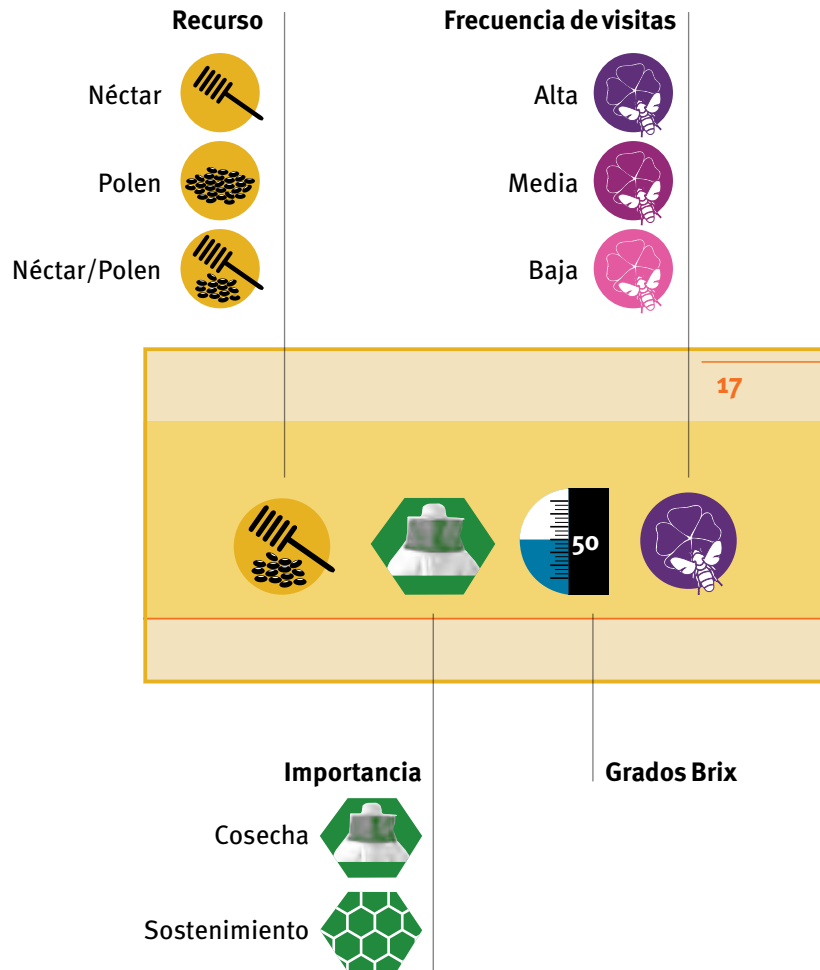 Recurso
Néctar
Polen
Néctar/Polen
Frecuencia de visitas
Alta
Media
Baja
17
50
Importancia
Cosecha
Sostenimiento
Grados Brix